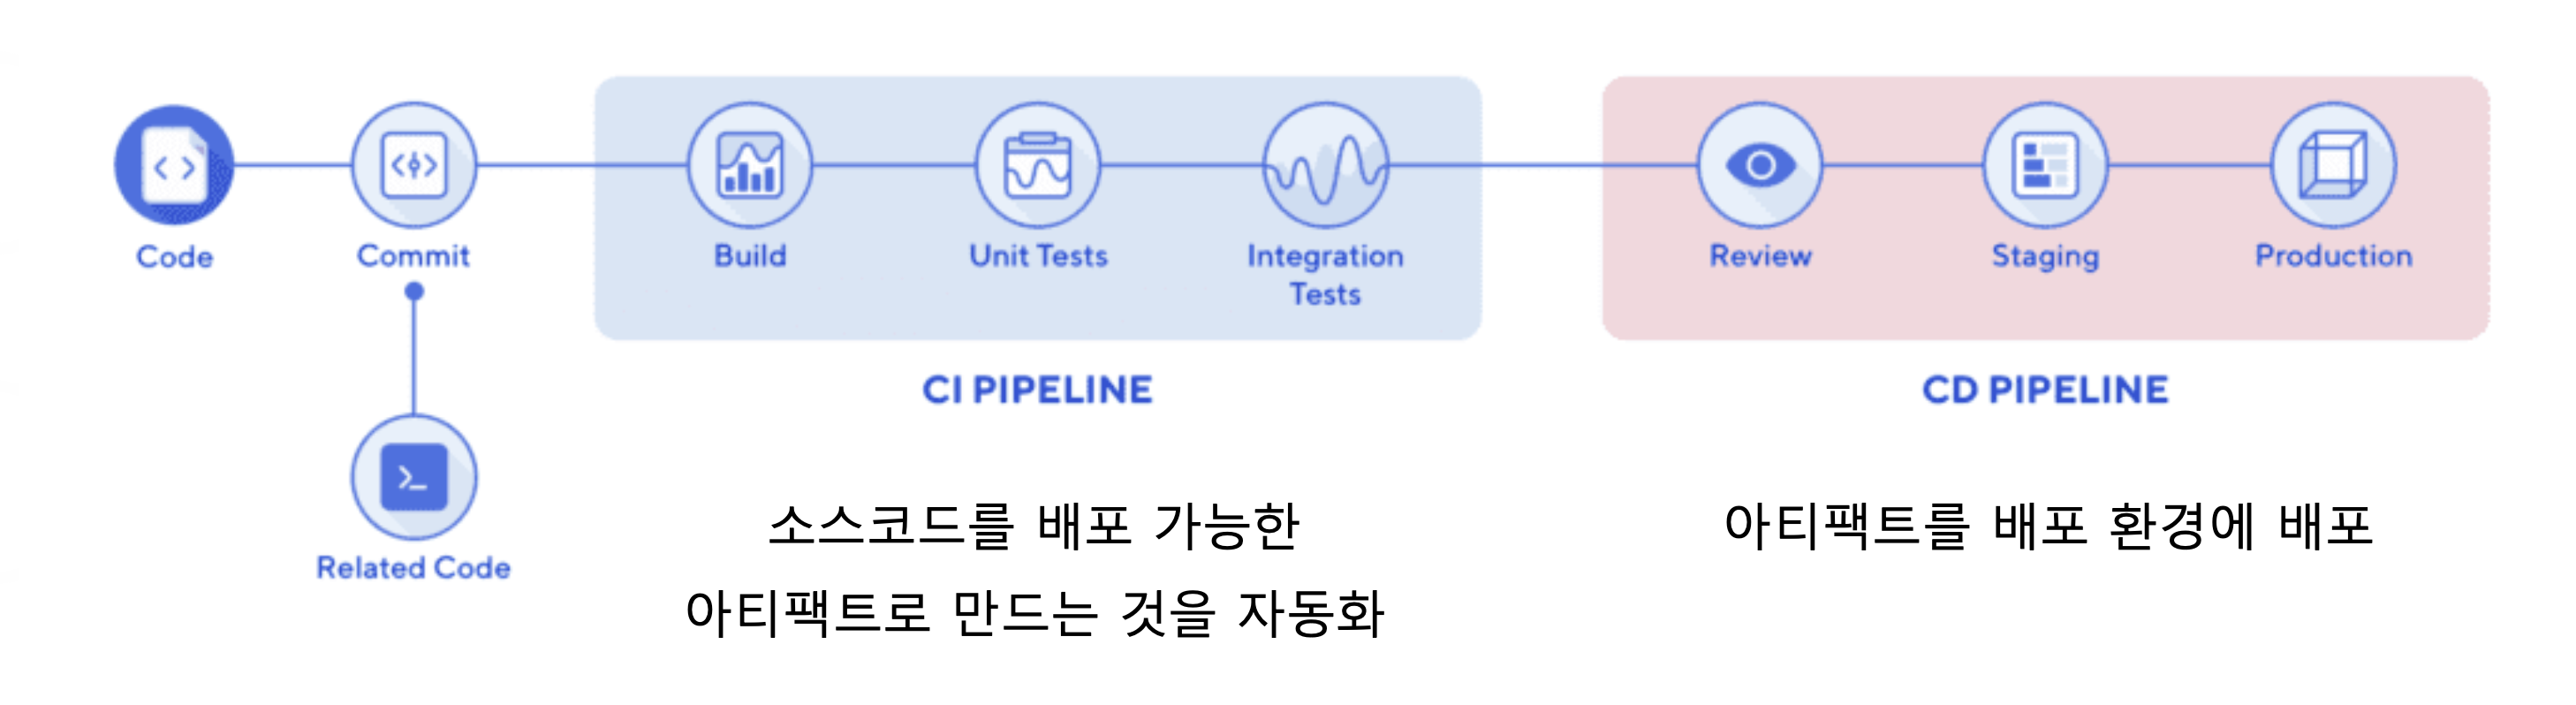 Code
Commit
Build
Unit Tests
Integration
Tests
Review
Staging
Production
CI PIPELINE
CD PIPELINE
Related Code
소스코드를 배포 가능한
아티팩트로 만드는 것을 자동화
아티팩트를 배포 환경에 배포